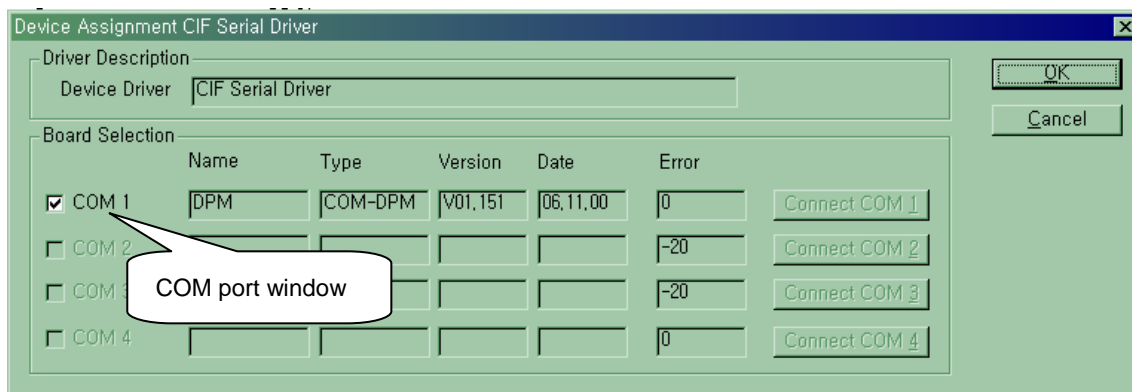 Device Assignment CIF Serial Driver
Driver Description
Device Driver CIF Serial Driver
OK
Cancel
Board Selection
Name Type Version Date Error
COM 1 DPM COM-DPM V01,151 06,11,00 0 Connect COM 1
COM 2 -20 Connect COM 2
COM 3 -20 Connect COM 3
COM port window
COM 4 0 Connect COM 4